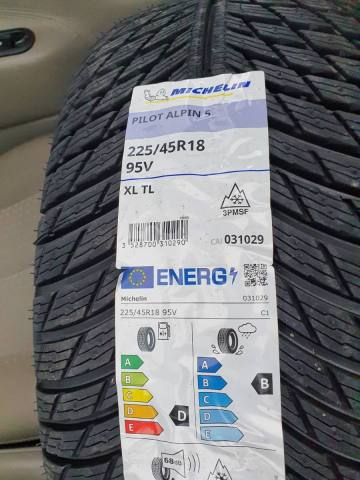 MICHELIN
PILOT ALPIN 5
225/45R18
95V
XL TL
3PMSF
3 528700 310290
CAI 031029
ENERG
Michelin 031029
225/45R18 95V C1
A
B
C
D
E
D
A
B
C
D
E
B
68dB